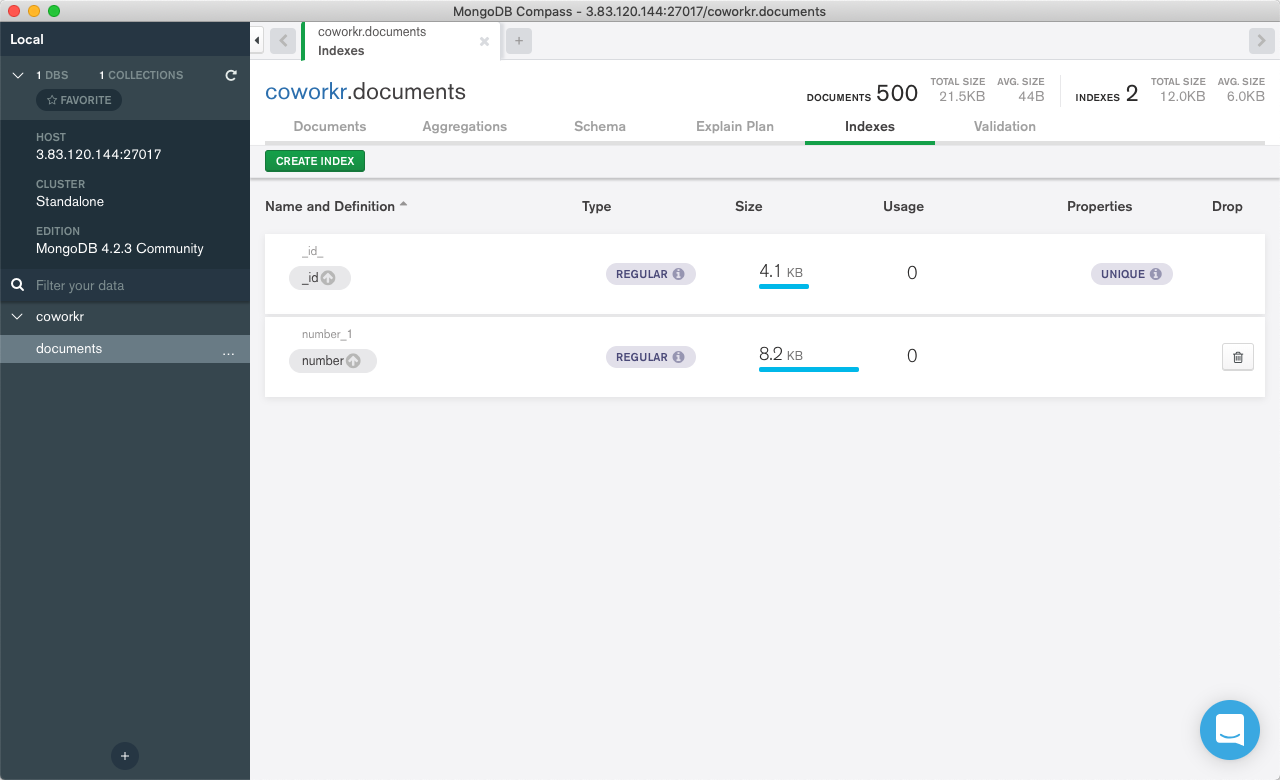 MongoDB Compass - 3.83.120.144:27017/coworkr.documents
Local
1 DBS 1 COLLECTIONS
FAVORITE
HOST
3.83.120.144:27017
CLUSTER
Standalone
EDITION
MongoDB 4.2.3 Community
Filter your data
coworkr
documents ...
+
coworkr.documents
Indexes
+
coworkr.documents
DOCUMENTS 500
TOTAL SIZE
21.5KB
AVG. SIZE
44B
INDEXES 2
TOTAL SIZE
12.0KB
AVG. SIZE
6.0KB
Documents Aggregations Schema Explain Plan Indexes Validation
CREATE INDEX
Name and Definition Type Size Usage Properties Drop
_id_
_id REGULAR 4.1 KB 0 UNIQUE
number_1
number REGULAR 8.2 KB 0